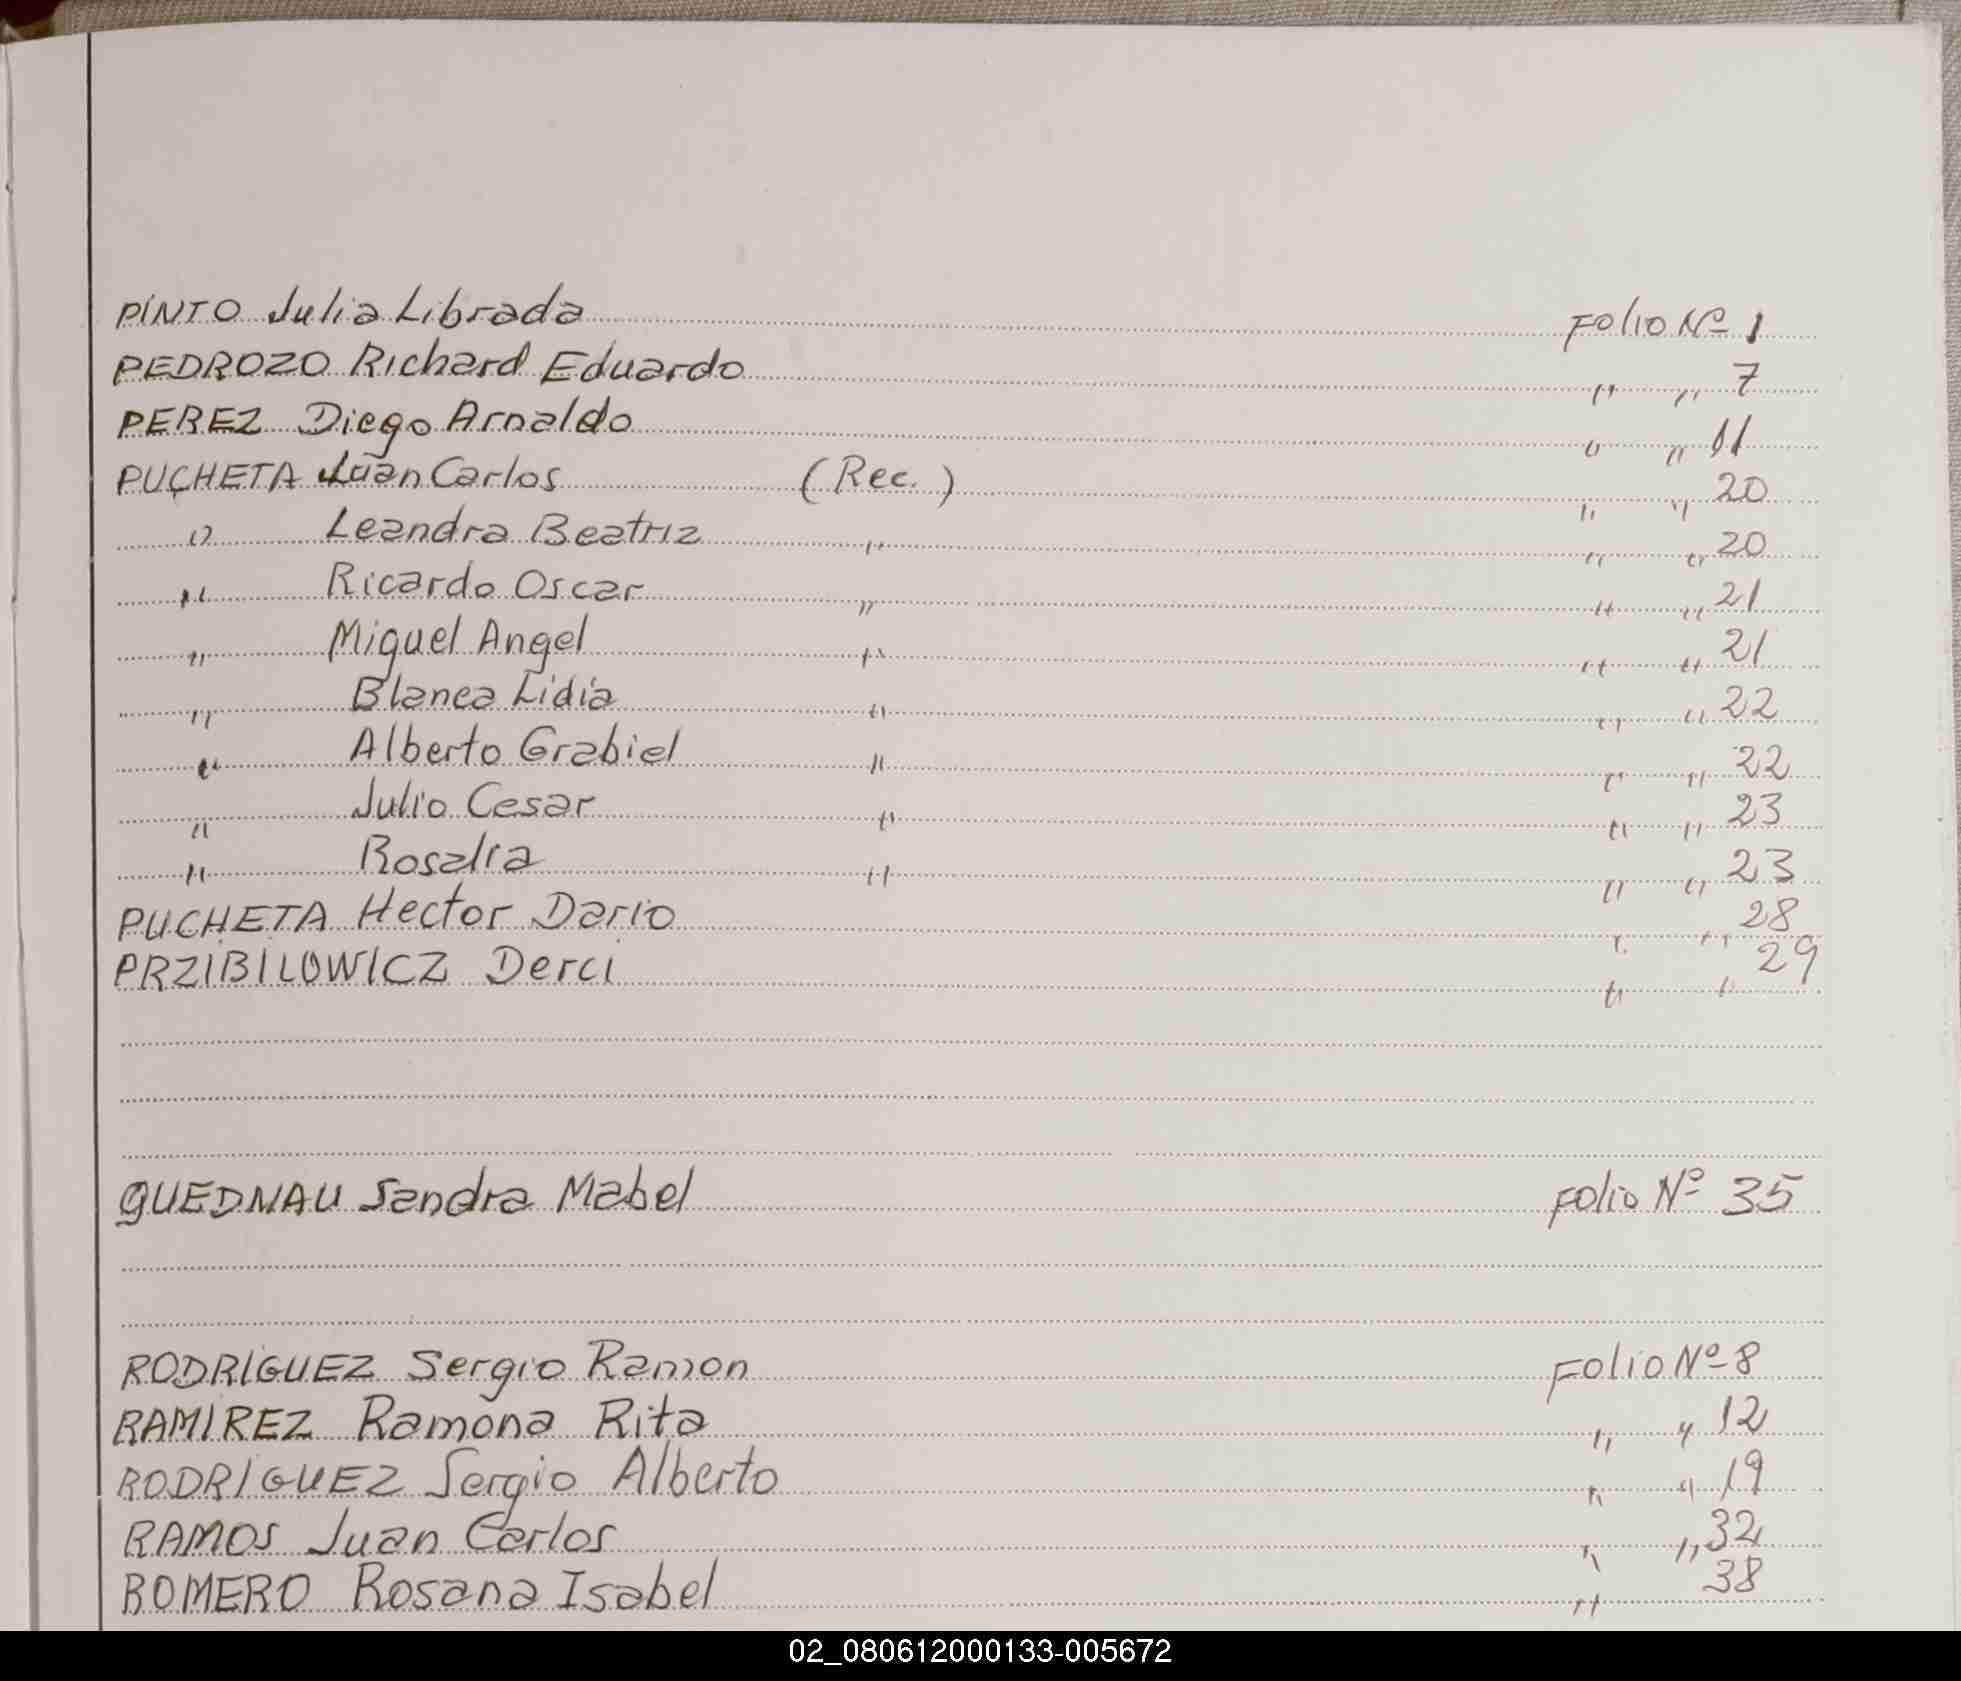 PINTO Julia Librada Folio Nº 1
PEDROZO Richard Eduardo " " 7
PEREZ Diego Arnaldo " " 11
PUCHETA Juan Carlos (Rec.) " " 20
" Leandra Beatriz " " " 20
" Ricardo Oscar " " " 21
" Miguel Angel " " " 21
" Blanca Lidia " " " 22
" Alberto Grabiel " " " 22
" Julio Cesar " " " 23
" Rosalia " " " 23
PUCHETA Hector Dario " " 28
PRZIBILOWICZ Derci " " 29
QUEDNAU Sandra Mabel Folio Nº 35
RODRIGUEZ Sergio Ramon Folio Nº 8
RAMIREZ Ramona Rita " " 12
RODRIGUEZ Sergio Alberto " " 19
RAMOS Juan Carlos " " 32
ROMERO Rosana Isabel " 38
02_080612000133-005672